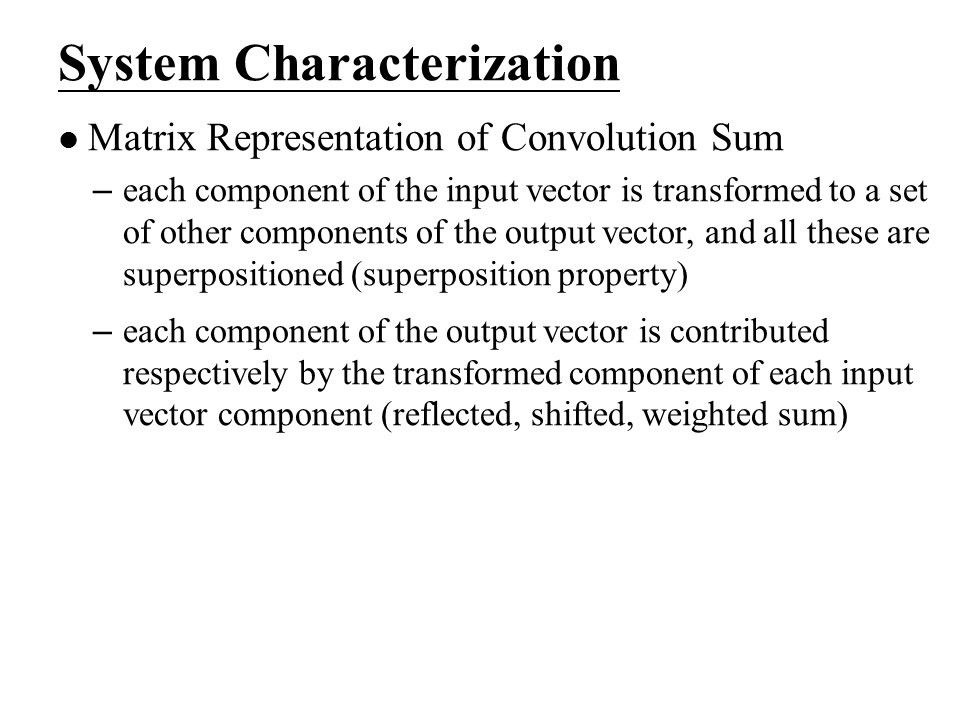 System Characterization
● Matrix Representation of Convolution Sum
– each component of the input vector is transformed to a set
of other components of the output vector, and all these are
superpositioned (superposition property)
– each component of the output vector is contributed
respectively by the transformed component of each input
vector component (reflected, shifted, weighted sum)